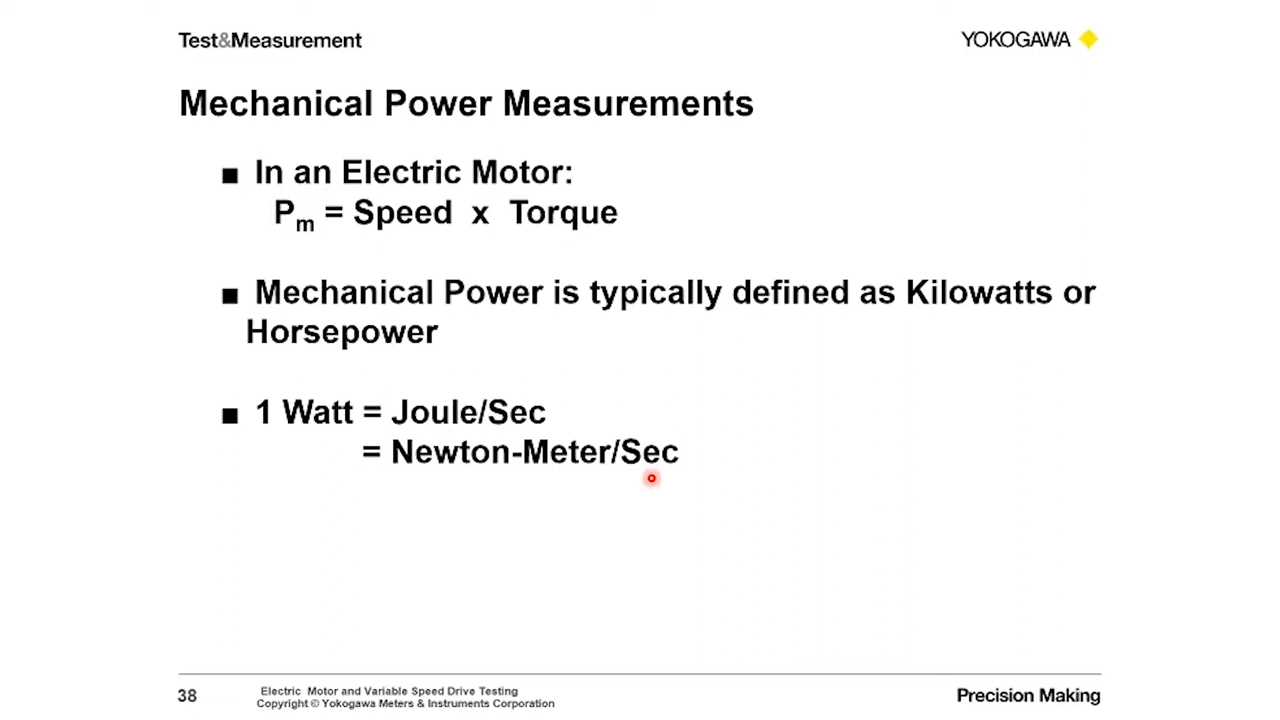 Test&Measurement
YOKOGAWA
Mechanical Power Measurements
■ In an Electric Motor:
Pm = Speed x Torque
■ Mechanical Power is typically defined as Kilowatts or
Horsepower
■ 1 Watt = Joule/Sec
= Newton-Meter/Sec
38
Electric Motor and Variable Speed Drive Testing
Copyright © Yokogawa Meters & Instruments Corporation
Precision Making